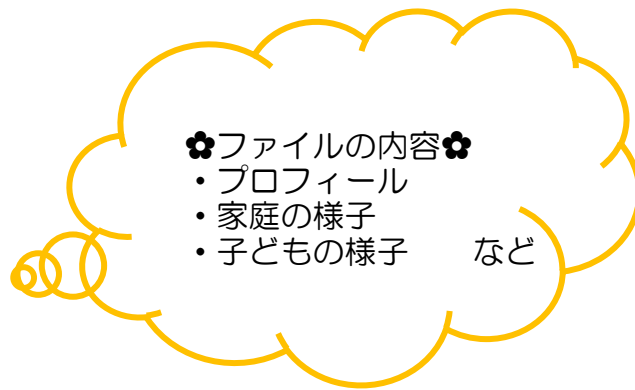 ✿ファイルの内容✿
・プロフィール
・家庭の様子
・子どもの様子　　など